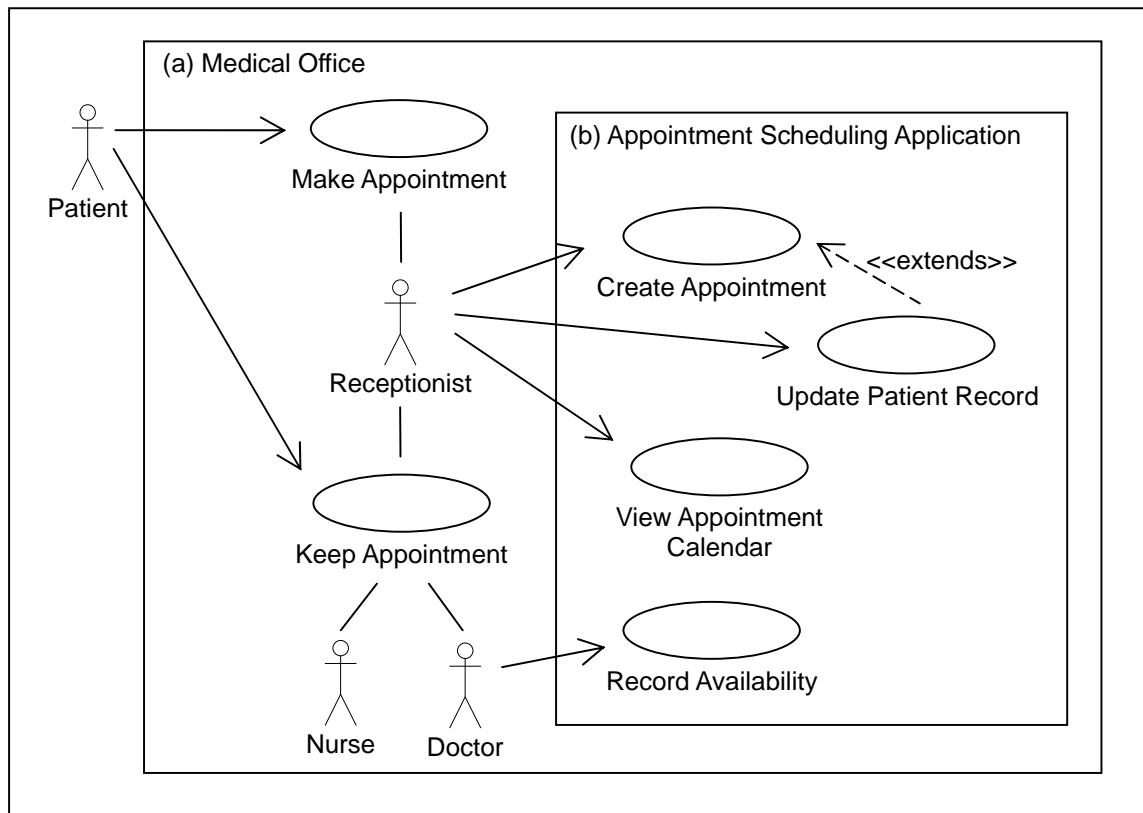 (a) Medical Office
(b) Appointment Scheduling Application
Make Appointment
Patient
<<extends>>
Create Appointment
Receptionist
Update Patient Record
View Appointment
Calendar
Keep Appointment
Record Availability
Nurse
Doctor